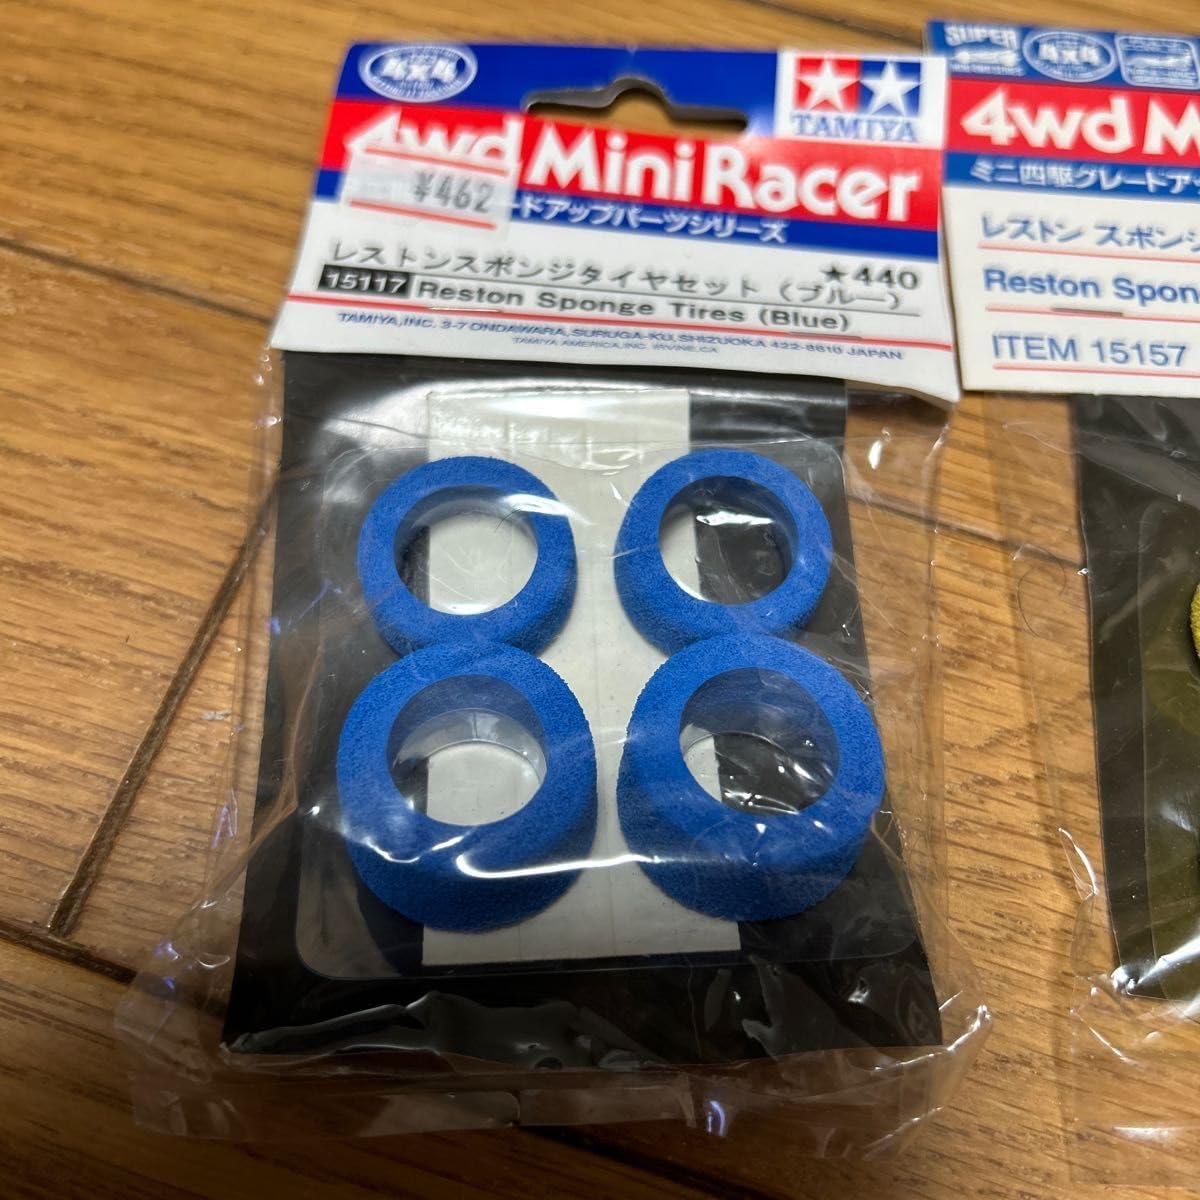 4x4
TAMIYA
4wd Mini Racer
¥462
ードアップパーツシリーズ
レストンスポンジタイヤセット(ブルー)
★440
15117 Reston Sponge Tires (Blue)
TAMIYA,INC. 3-7 ONDAWARA,SURUGA-KU,SHIZUOKA 422-8610 JAPAN
TAMIYA AMERICA,INC. IRVINE,CA
SUPER
4x4
4wd M
ミニ四駆グレードア
レストン スポン
Reston Spon
ITEM 15157